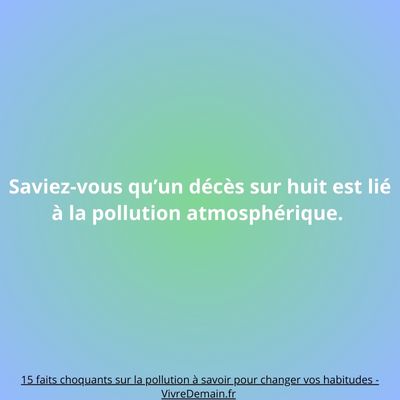 Saviez-vous qu’un décès sur huit est lié
à la pollution atmosphérique.
15 faits choquants sur la pollution à savoir pour changer vos habitudes -
VivreDemain.fr